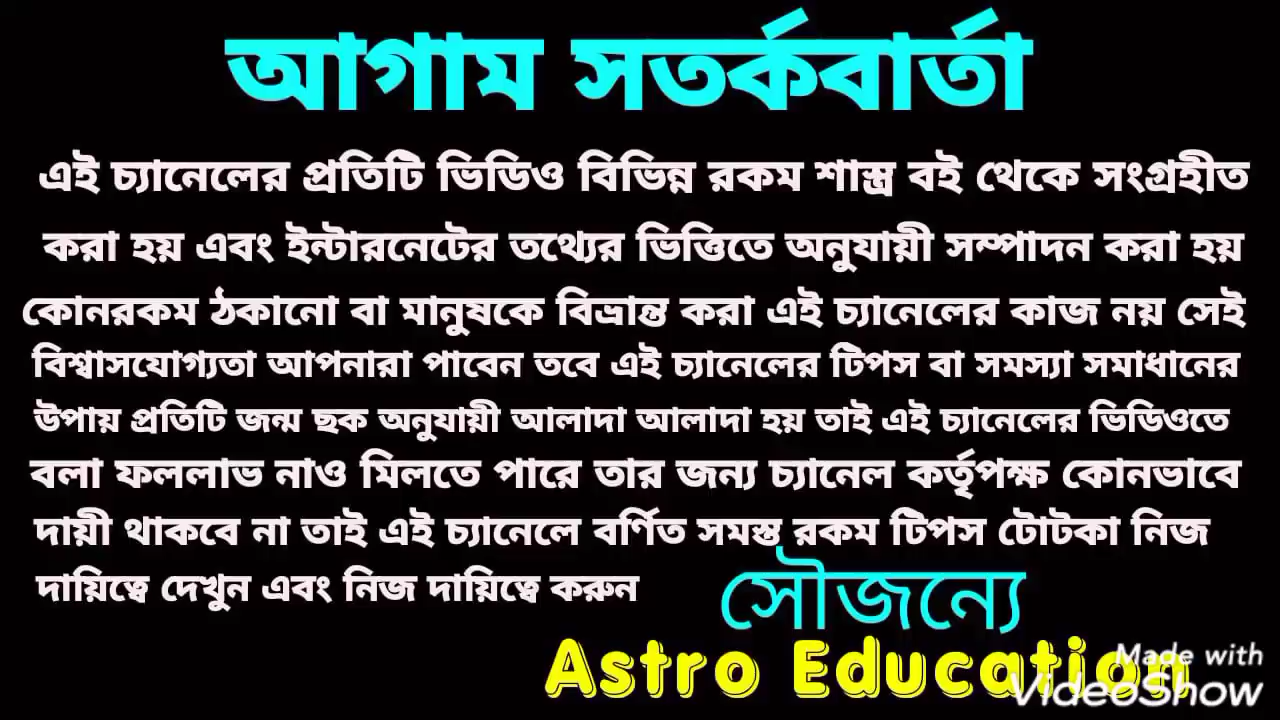 আগাম সতর্কবার্তা
এই চ্যানেলের প্রতিটি ভিডিও বিভিন্ন রকম শাস্ত্র বই থেকে সংগ্রহীত
করা হয় এবং ইন্টারনেটের তথ্যের ভিত্তিতে অনুযায়ী সম্পাদন করা হয়
কোনরকম ঠকানো বা মানুষকে বিভ্রান্ত করা এই চ্যানেলের কাজ নয় সেই
বিশ্বাসযোগ্যতা আপনারা পাবেন তবে এই চ্যানেলের টিপস বা সমস্যা সমাধানের
উপায় প্রতিটি জন্ম ছক অনুযায়ী আলাদা আলাদা হয় তাই এই চ্যানেলের ভিডিওতে
বলা ফললাভ নাও মিলতে পারে তার জন্য চ্যানেল কর্তৃপক্ষ কোনভাবে
দায়ী থাকবে না তাই এই চ্যানেলে বর্ণিত সমস্ত রকম টিপস টোটকা নিজ
দায়িত্বে দেখুন এবং নিজ দায়িত্বে করুন
সৌজন্যে
Astro Education
Made with
VideoShow